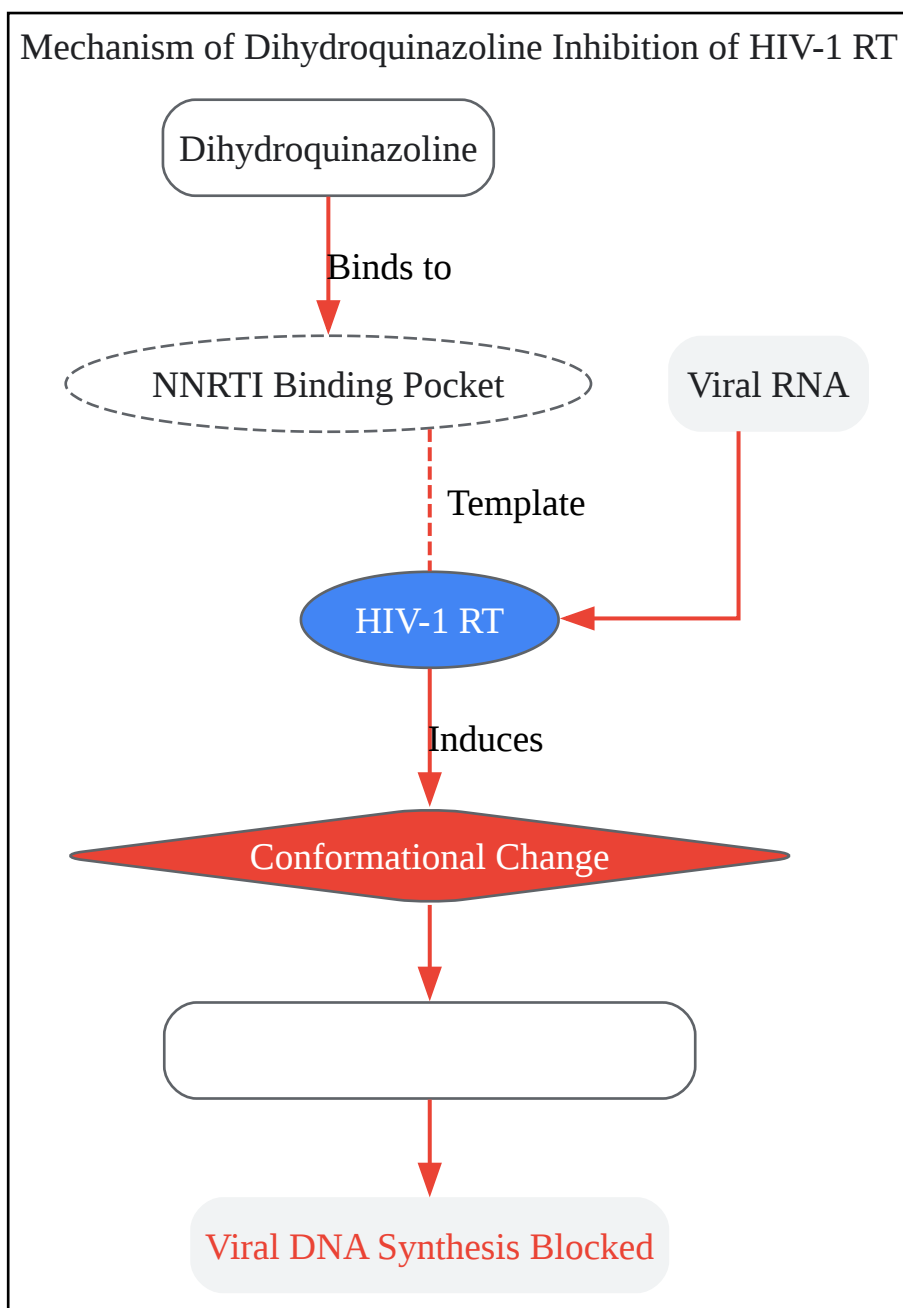 Mechanism of Dihydroquinazoline Inhibition of HIV-1 RT
Dihydroquinazoline
Binds to
NNRTI Binding Pocket
Viral RNA
Template
HIV-1 RT
Induces
Conformational Change
Viral DNA Synthesis Blocked